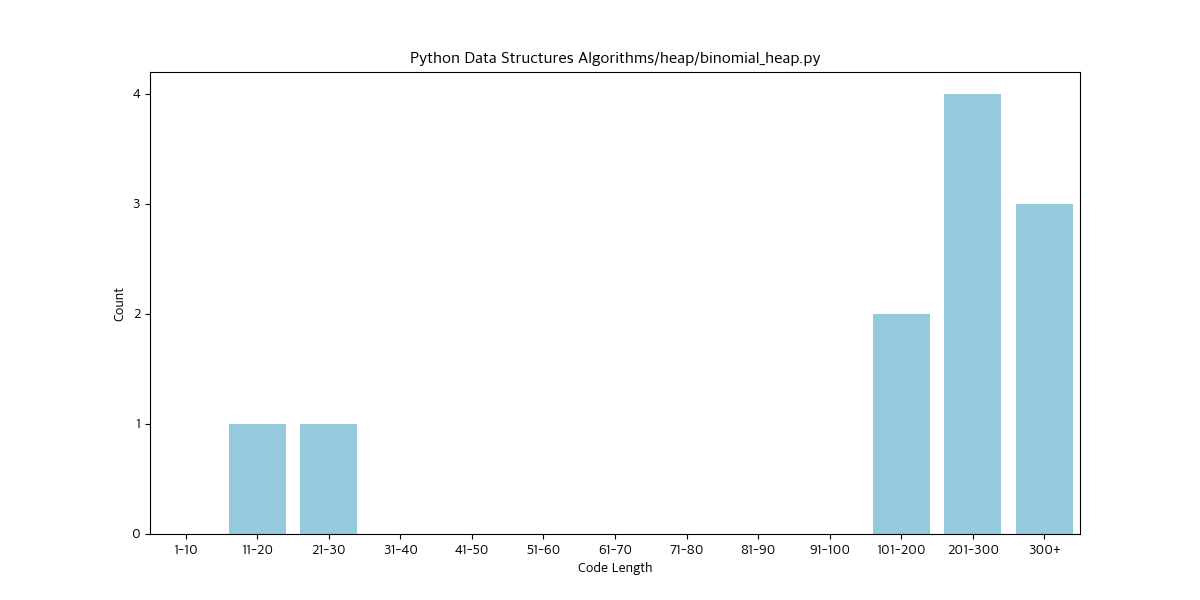 Python Data Structures Algorithms/heap/binomial_heap.py
4
3
2
1
0
Count
1-10 11-20 21-30 31-40 41-50 51-60 61-70 71-80 81-90 91-100 101-200 201-300 300+
Code Length